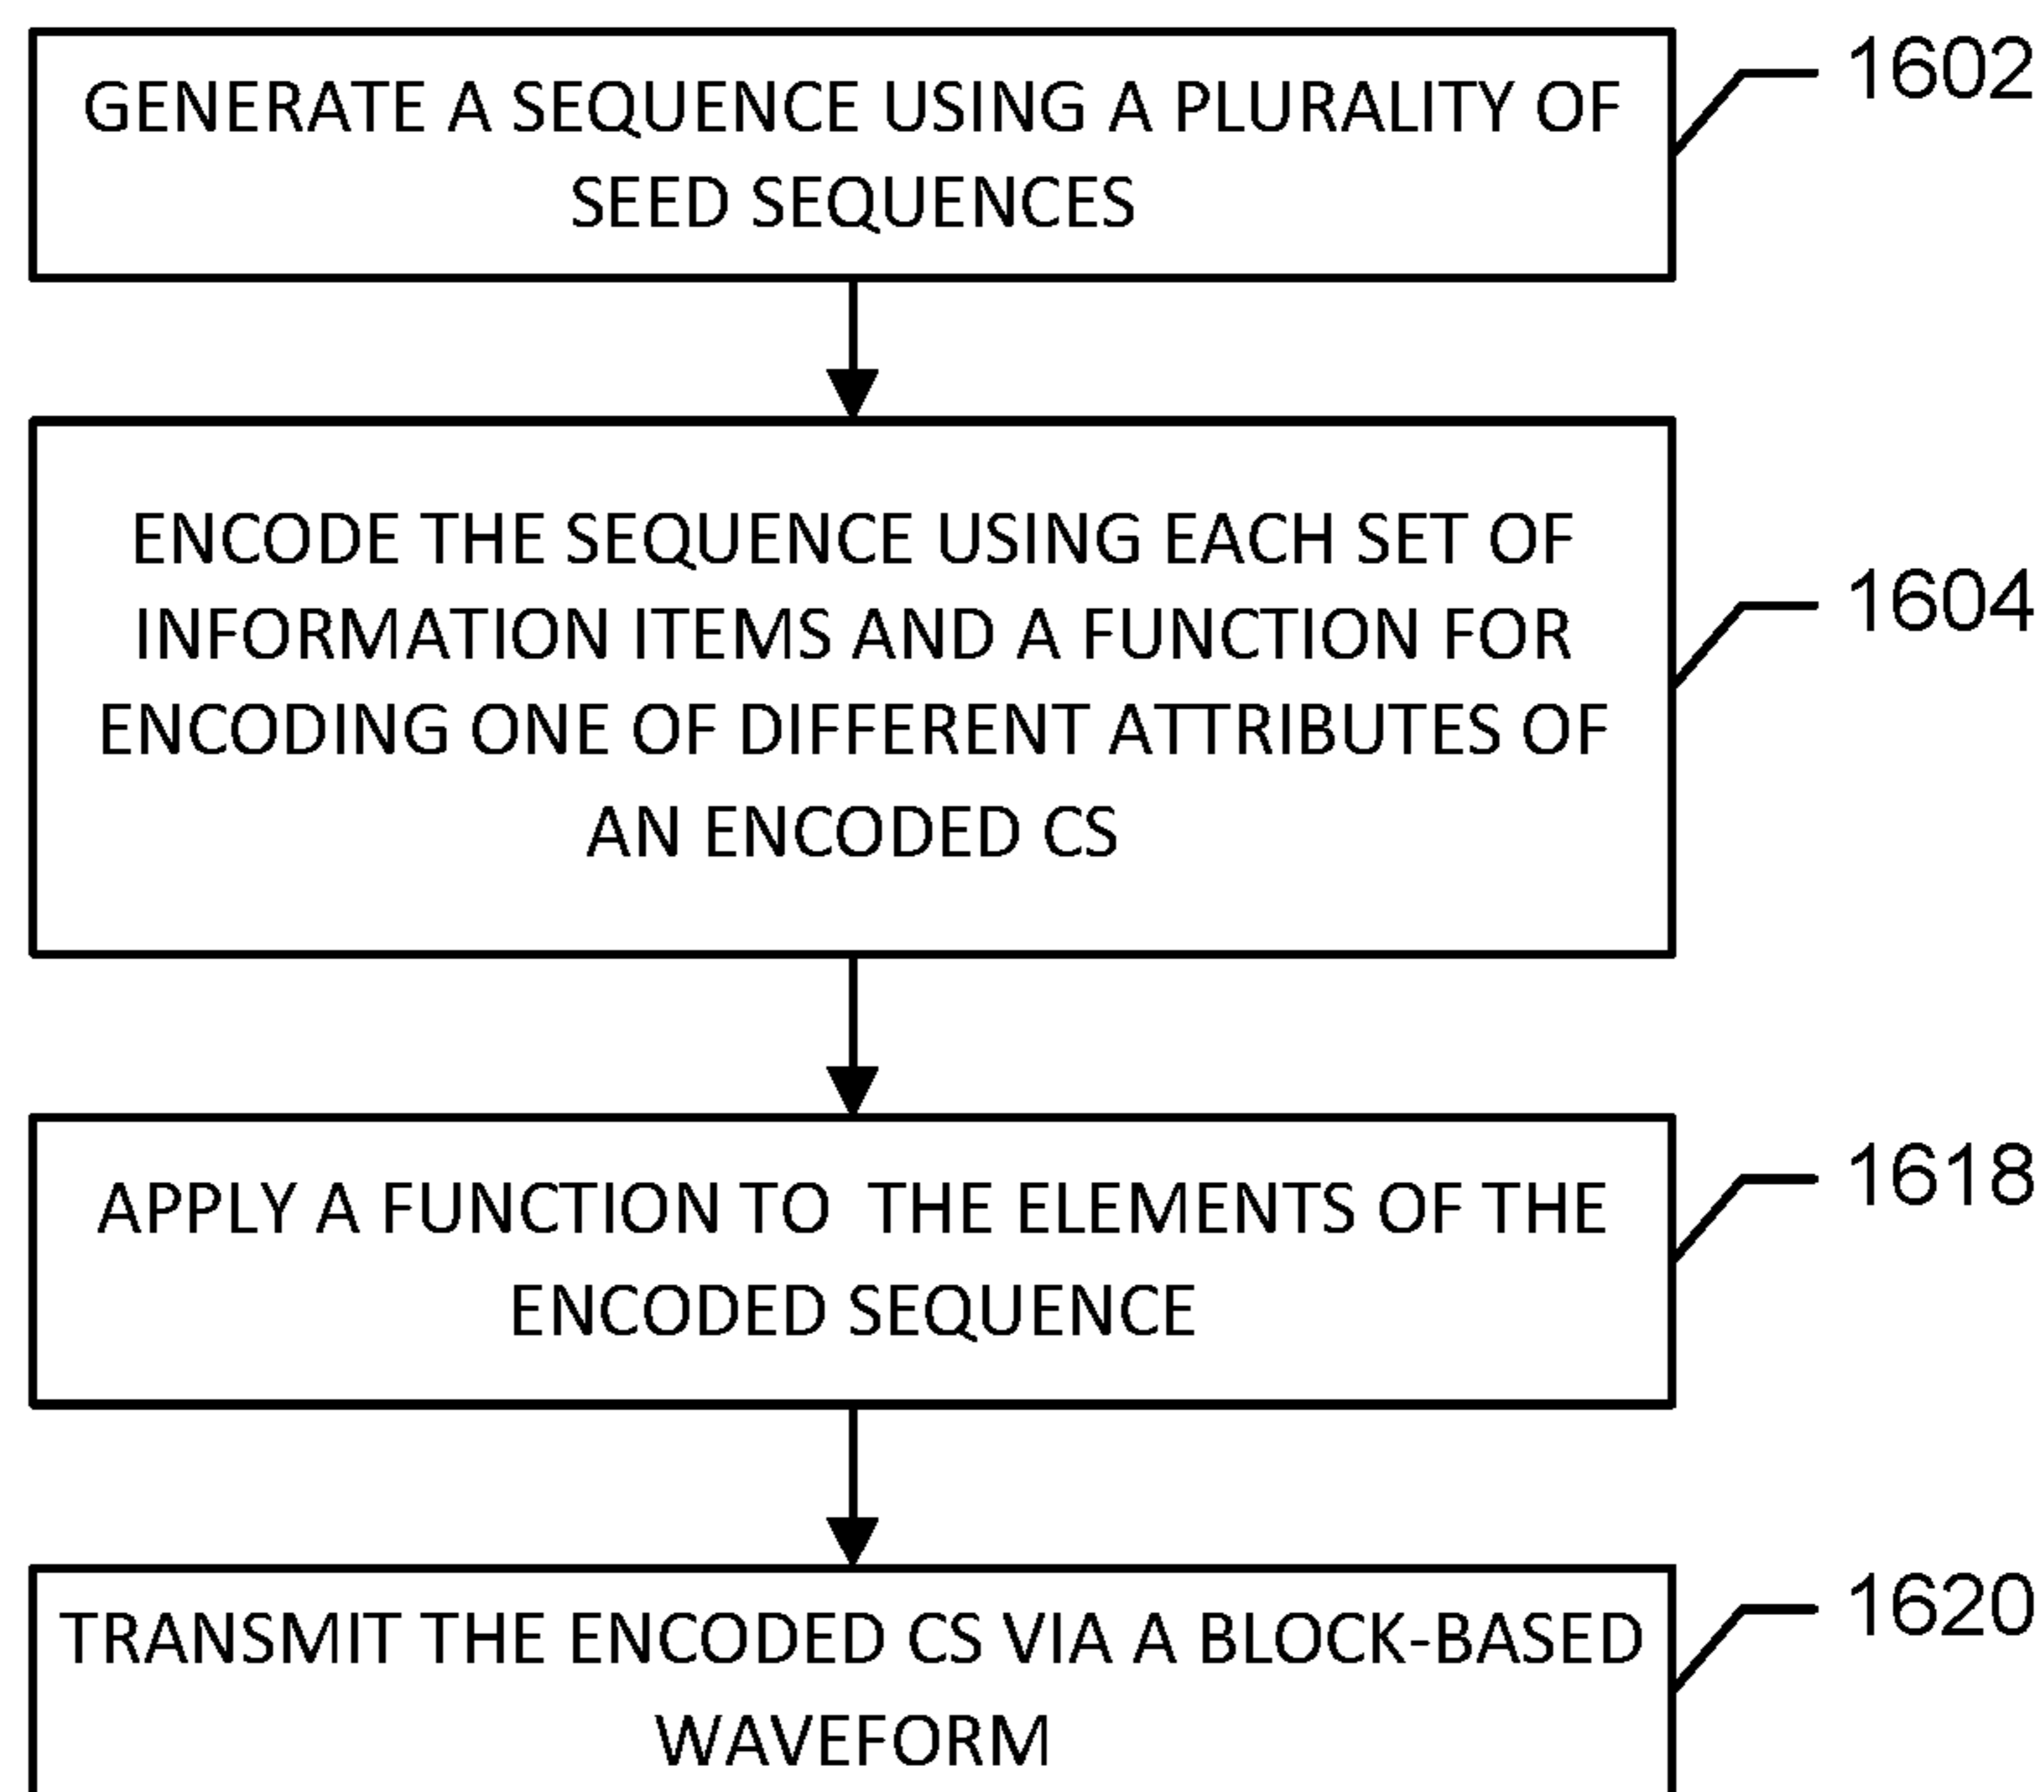 GENERATE A SEQUENCE USING A PLURALITY OF
SEED SEQUENCES
1602
ENCODE THE SEQUENCE USING EACH SET OF
INFORMATION ITEMS AND A FUNCTION FOR
ENCODING ONE OF DIFFERENT ATTRIBUTES OF
AN ENCODED CS
1604
APPLY A FUNCTION TO THE ELEMENTS OF THE
ENCODED SEQUENCE
1618
TRANSMIT THE ENCODED CS VIA A BLOCK-BASED
WAVEFORM
1620